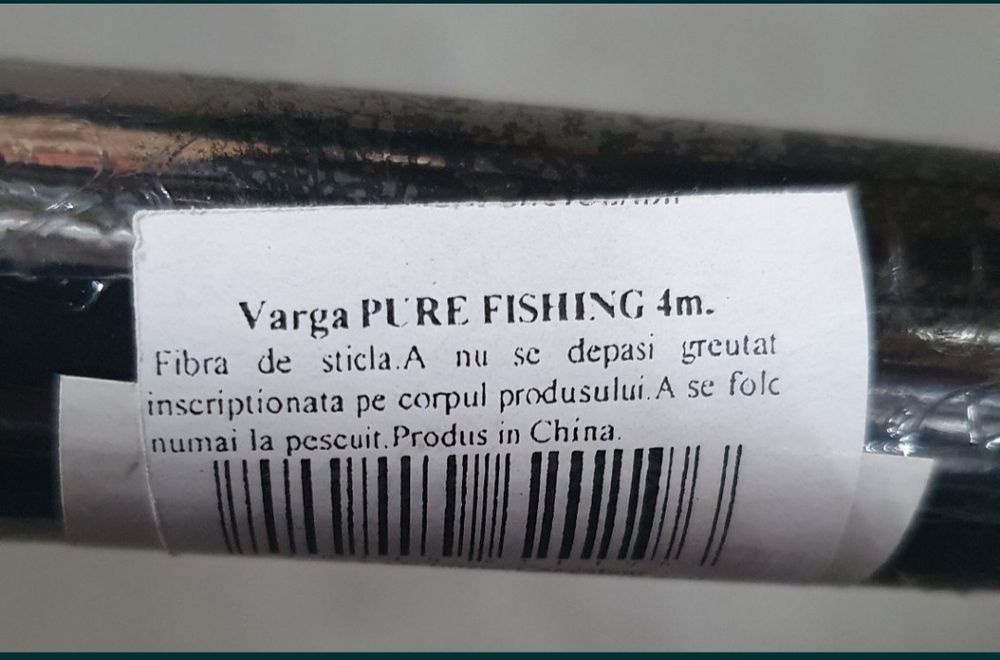 Varga PURE FISHING 4m.
Fibra de sticla.A nu se depasi greutat
inscriptionata pe corpul produsului.A se folc
numai la pescuit.Produs in China.